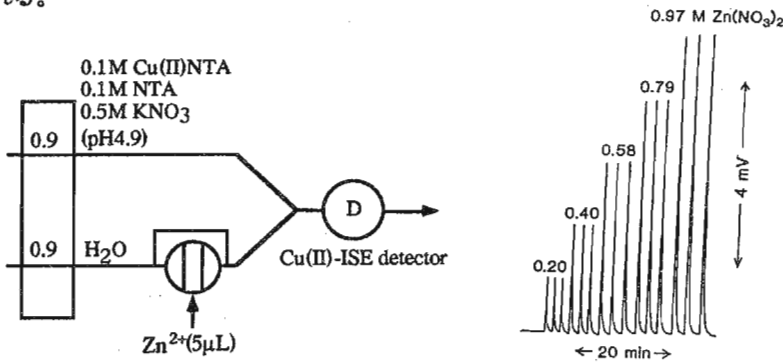 0.1M Cu(II)NTA
0.1M NTA
0.5M KNO₃
0.9 (pH4.9)
0.9 H₂O
D
Cu(II)-ISE detector
Zn²⁺(5μL)
0.97 M Zn(NO₃)₂
0.79
0.58
0.40
0.20
4 mV
20 min